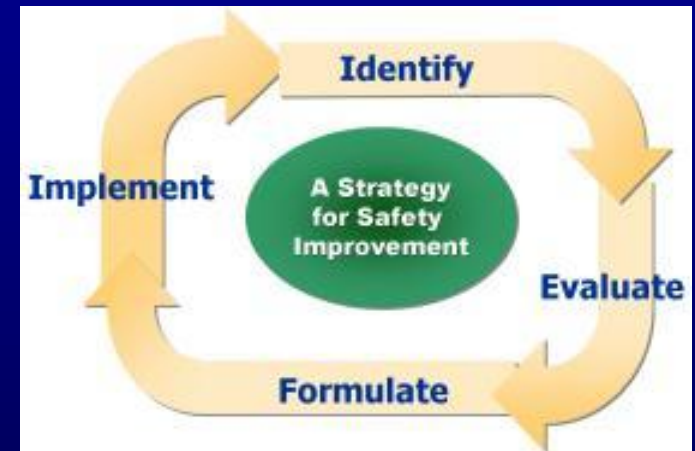 Identify
Implement
A Strategy
for Safety
Improvement
Evaluate
Formulate